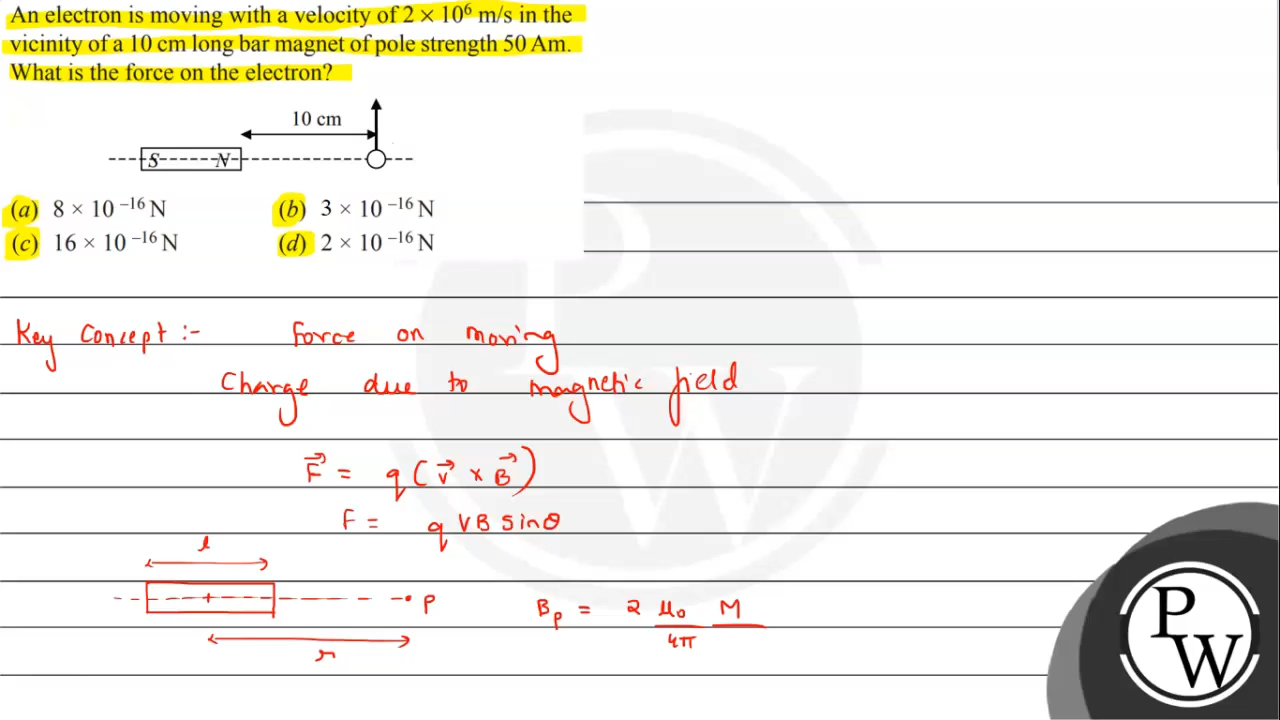 An electron is moving with a velocity of 2 × 10⁶ m/s in the
vicinity of a 10 cm long bar magnet of pole strength 50 Am.
What is the force on the electron?
10 cm
S N
(a) 8 × 10⁻¹⁶ N (b) 3 × 10⁻¹⁶ N
(c) 16 × 10⁻¹⁶ N (d) 2 × 10⁻¹⁶ N
Key Concept :- Force on moving
Charge due to magnetic field
F⃗ = q (v⃗ × B⃗)
F = q V B sinθ
l
P
r
Bₚ = 2 μ₀/4π M
P
W
P
W